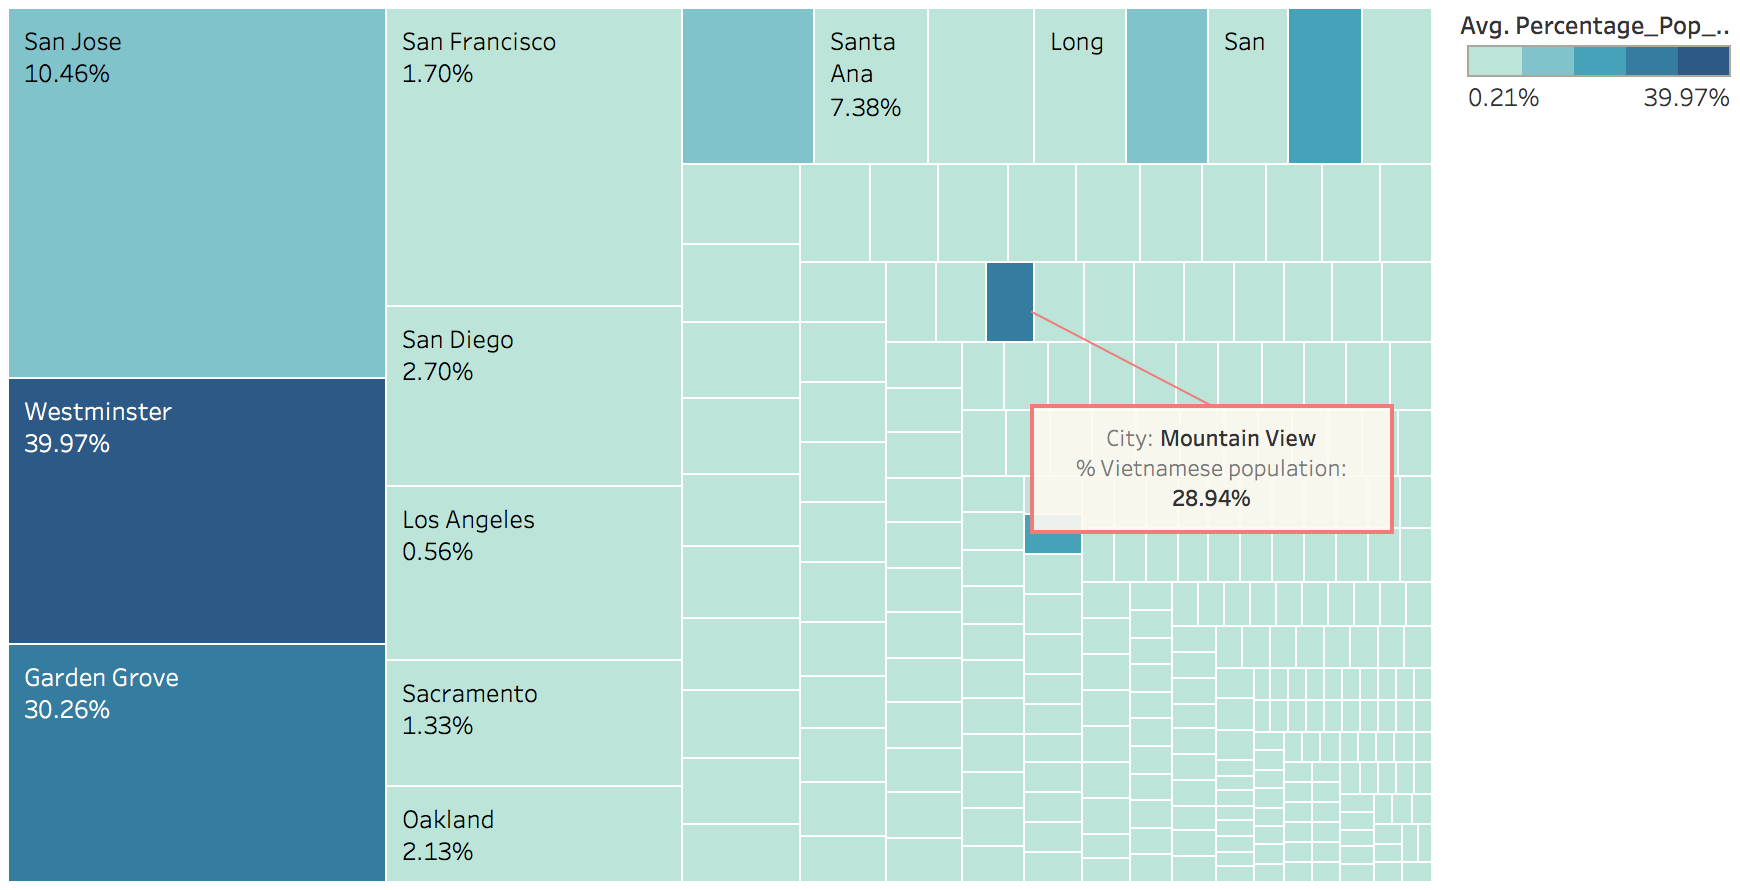 San Jose
10.46%
Westminster
39.97%
Garden Grove
30.26%
San Francisco
1.70%
San Diego
2.70%
Los Angeles
0.56%
Sacramento
1.33%
Oakland
2.13%
Santa
Ana
7.38%
Long
San
City: Mountain View
% Vietnamese population:
28.94%
Avg. Percentage_Pop_..
0.21%
39.97%